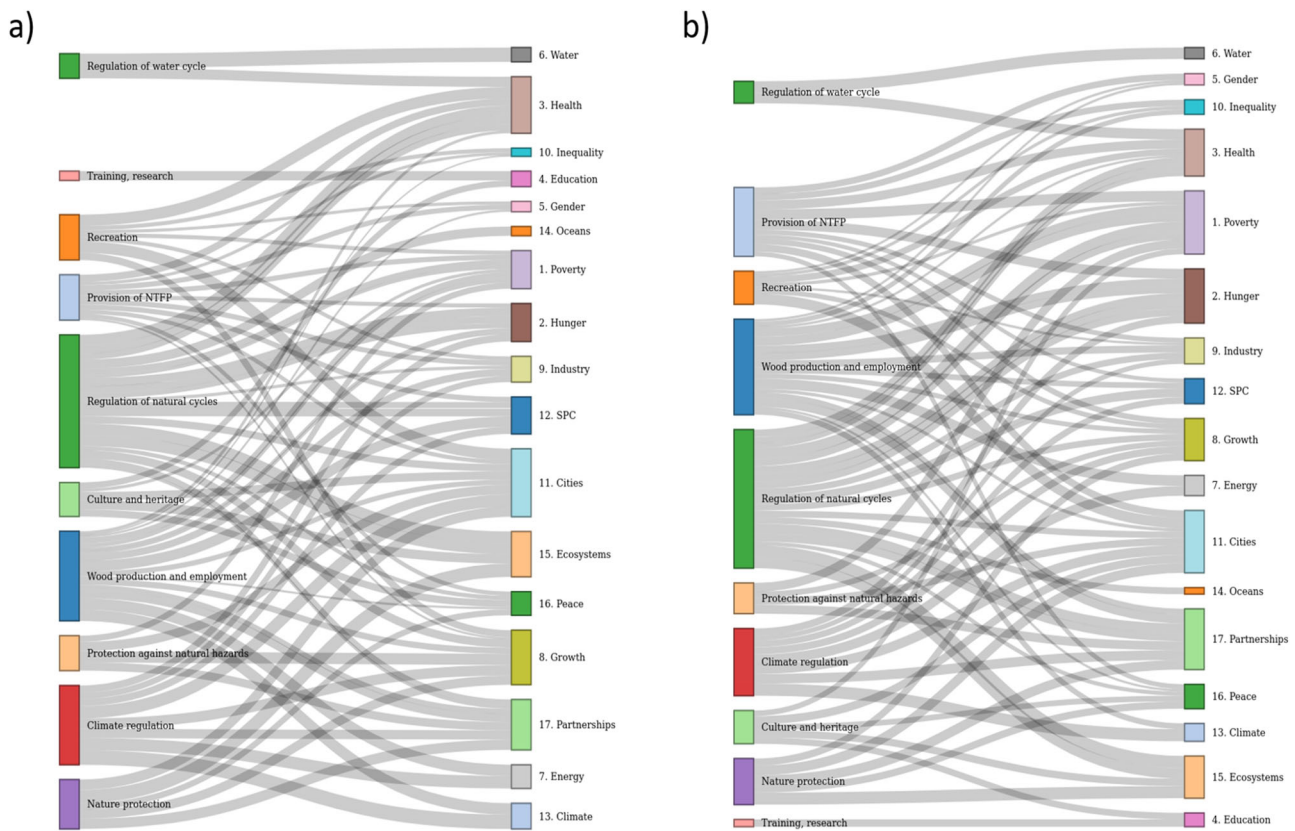 a)
Regulation of water cycle
Training, research
Recreation
Provision of NTFP
Regulation of natural cycles
Culture and heritage
Wood production and employment
Protection against natural hazards
Climate regulation
Nature protection
6. Water
3. Health
10. Inequality
4. Education
5. Gender
14. Oceans
1. Poverty
2. Hunger
9. Industry
12. SPC
11. Cities
15. Ecosystems
16. Peace
8. Growth
17. Partnerships
7. Energy
13. Climate
b)
Regulation of water cycle
Provision of NTFP
Recreation
Wood production and employment
Regulation of natural cycles
Protection against natural hazards
Climate regulation
Culture and heritage
Nature protection
Training, research
6. Water
5. Gender
10. Inequality
3. Health
1. Poverty
2. Hunger
9. Industry
12. SPC
8. Growth
7. Energy
11. Cities
14. Oceans
17. Partnerships
16. Peace
13. Climate
15. Ecosystems
4. Education